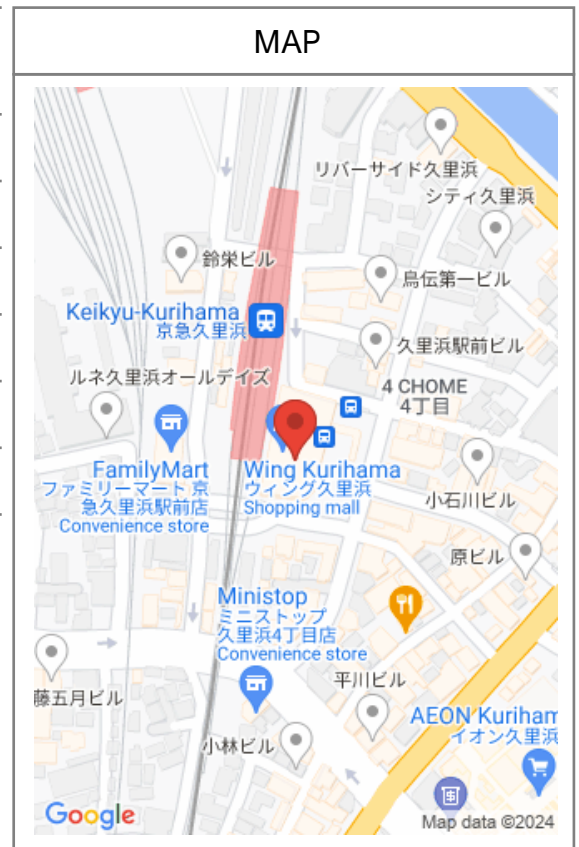 MAP
リバーサイド久里浜
シティ久里浜
鈴栄ビル
鳥伝第一ビル
Keikyu-Kurihama
京急久里浜
久里浜駅前ビル
ルネ久里浜オールデイズ
4 CHOME
4丁目
FamilyMart
ファミリーマート 京
急久里浜駅前店
Convenience store
Wing Kurihama
ウィング久里浜
Shopping mall
小石川ビル
原ビル
Ministop
ミニストップ
久里浜4丁目店
Convenience store
藤五月ビル
平川ビル
AEON Kuriham
イオン久里浜
小林ビル
Google
Map data ©2024